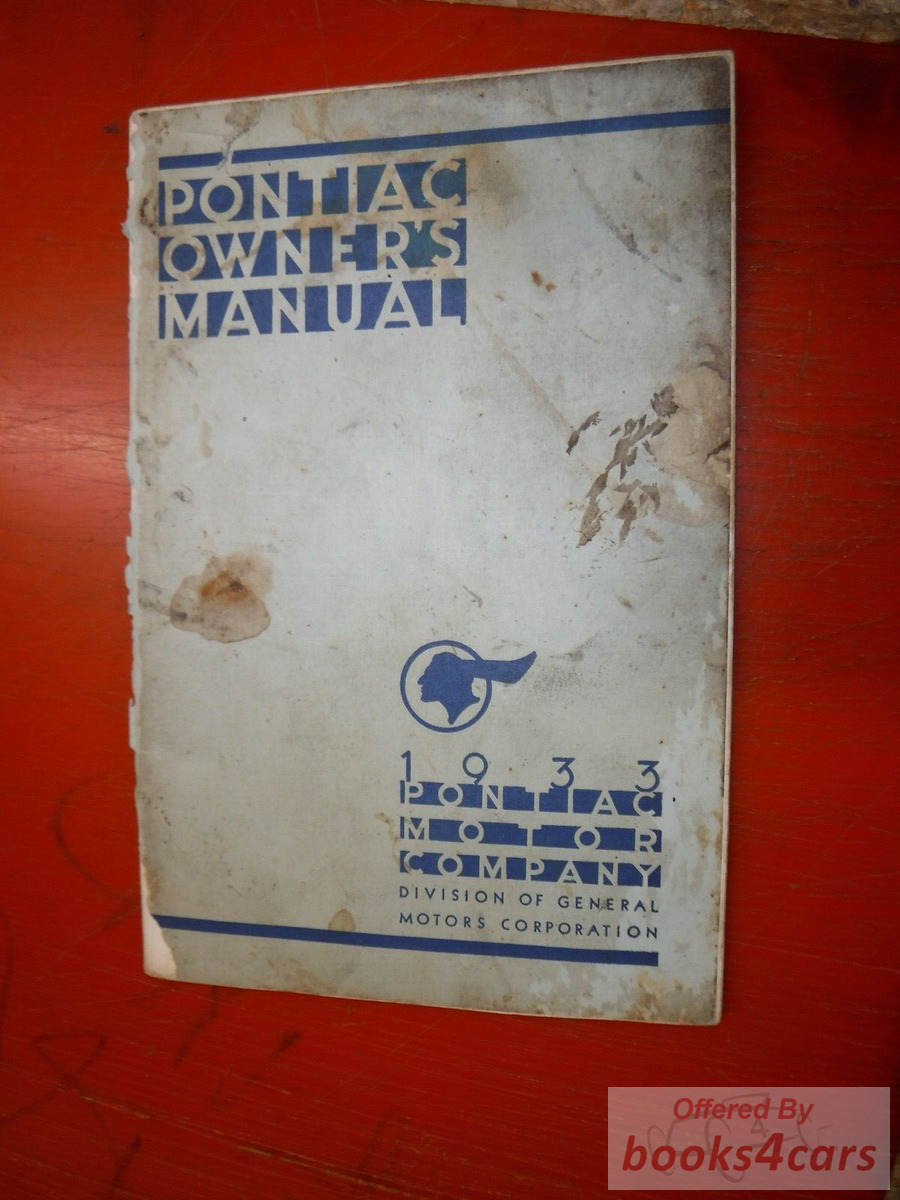 PONTIAC
OWNER'S
MANUAL
1933
PONTIAC
MOTOR
COMPANY
DIVISION OF GENERAL
MOTORS CORPORATION
Offered By
books4cars